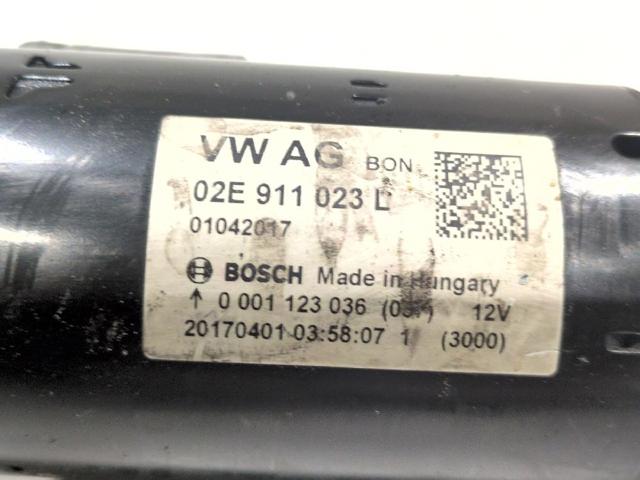 VW AG BON
02E 911 023 L
01042017
BOSCH Made in Hungary
↑ 0 001 123 036 12V
20170401 03:58:07 1 (3000)